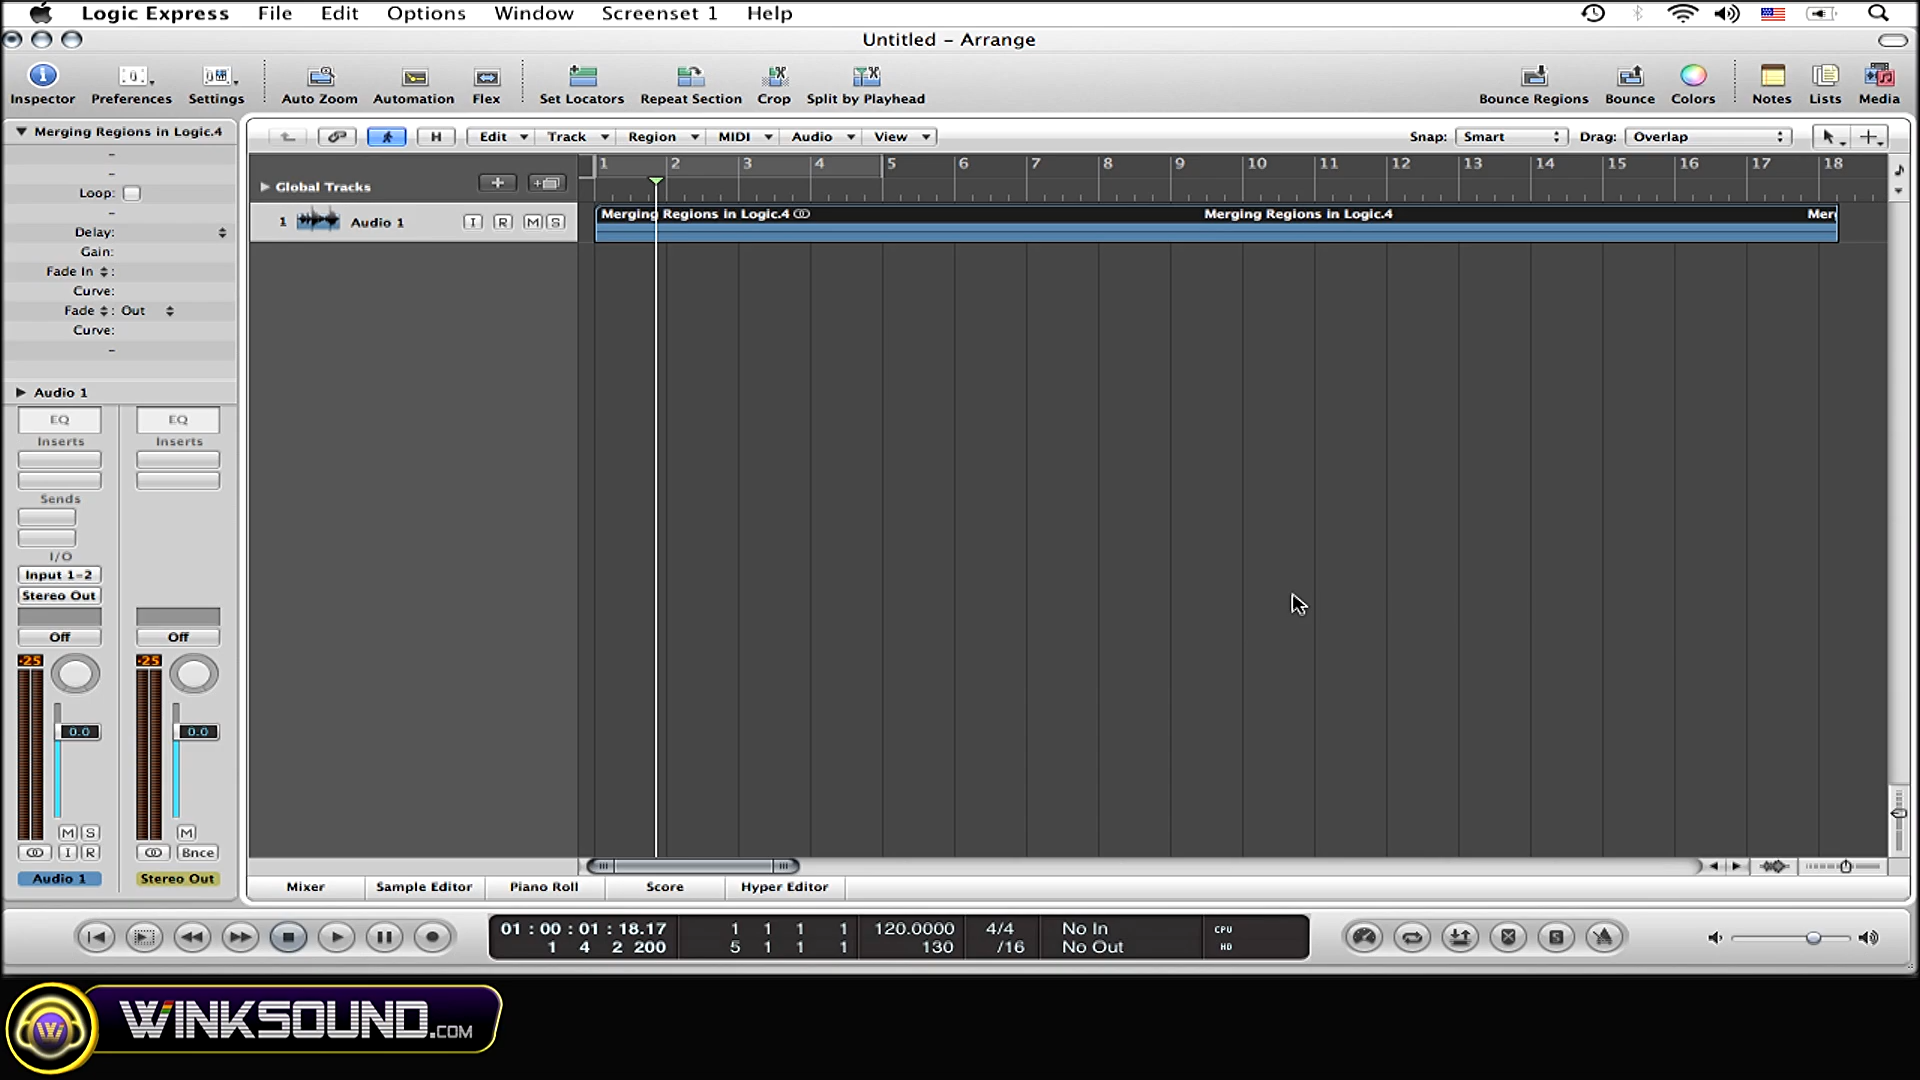 Logic Express File Edit Options Window Screenset 1 Help
Untitled – Arrange
Inspector Preferences Settings Auto Zoom Automation Flex Set Locators Repeat Section Crop Split by Playhead Bounce Regions Bounce Colors Notes Lists Media
Merging Regions in Logic.4
H Edit Track Region MIDI Audio View Snap: Smart Drag: Overlap
1 2 3 4 5 6 7 8 9 10 11 12 13 14 15 16 17 18
Global Tracks
1 Audio 1 I R M S
Merging Regions in Logic.4 Merging Regions in Logic.4 Mer
–
–
Loop:
–
Delay:
Gain:
Fade In :
Curve:
Fade : Out
Curve:
–
Audio 1
EQ EQ
Inserts Inserts
Sends
I/O
Input 1-2
Stereo Out
Off Off
-25 -25
0.0 0.0
M S M
I R Bnce
Audio 1 Stereo Out
Mixer Sample Editor Piano Roll Score Hyper Editor
01 : 00 : 01 : 18.17 1 1 1 1 120.0000 4/4 No In CPU
1 4 2 200 5 1 1 1 130 /16 No Out HD
S
W WINKSOUND.COM